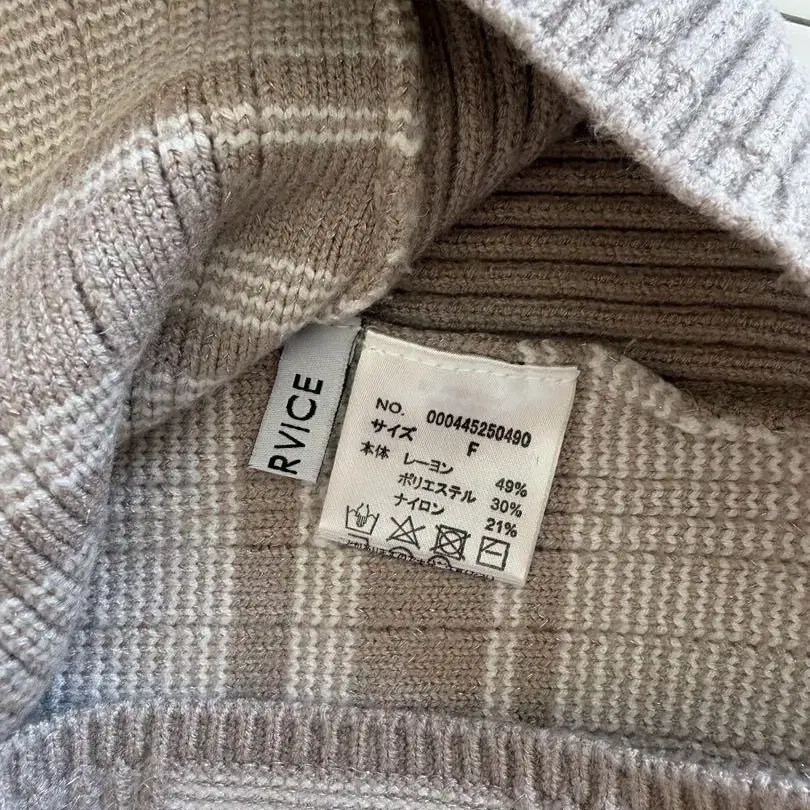 RVICE
NO. 000445250490
サイズ F
本体 レーヨン 49%
ポリエステル 30%
ナイロン 21%